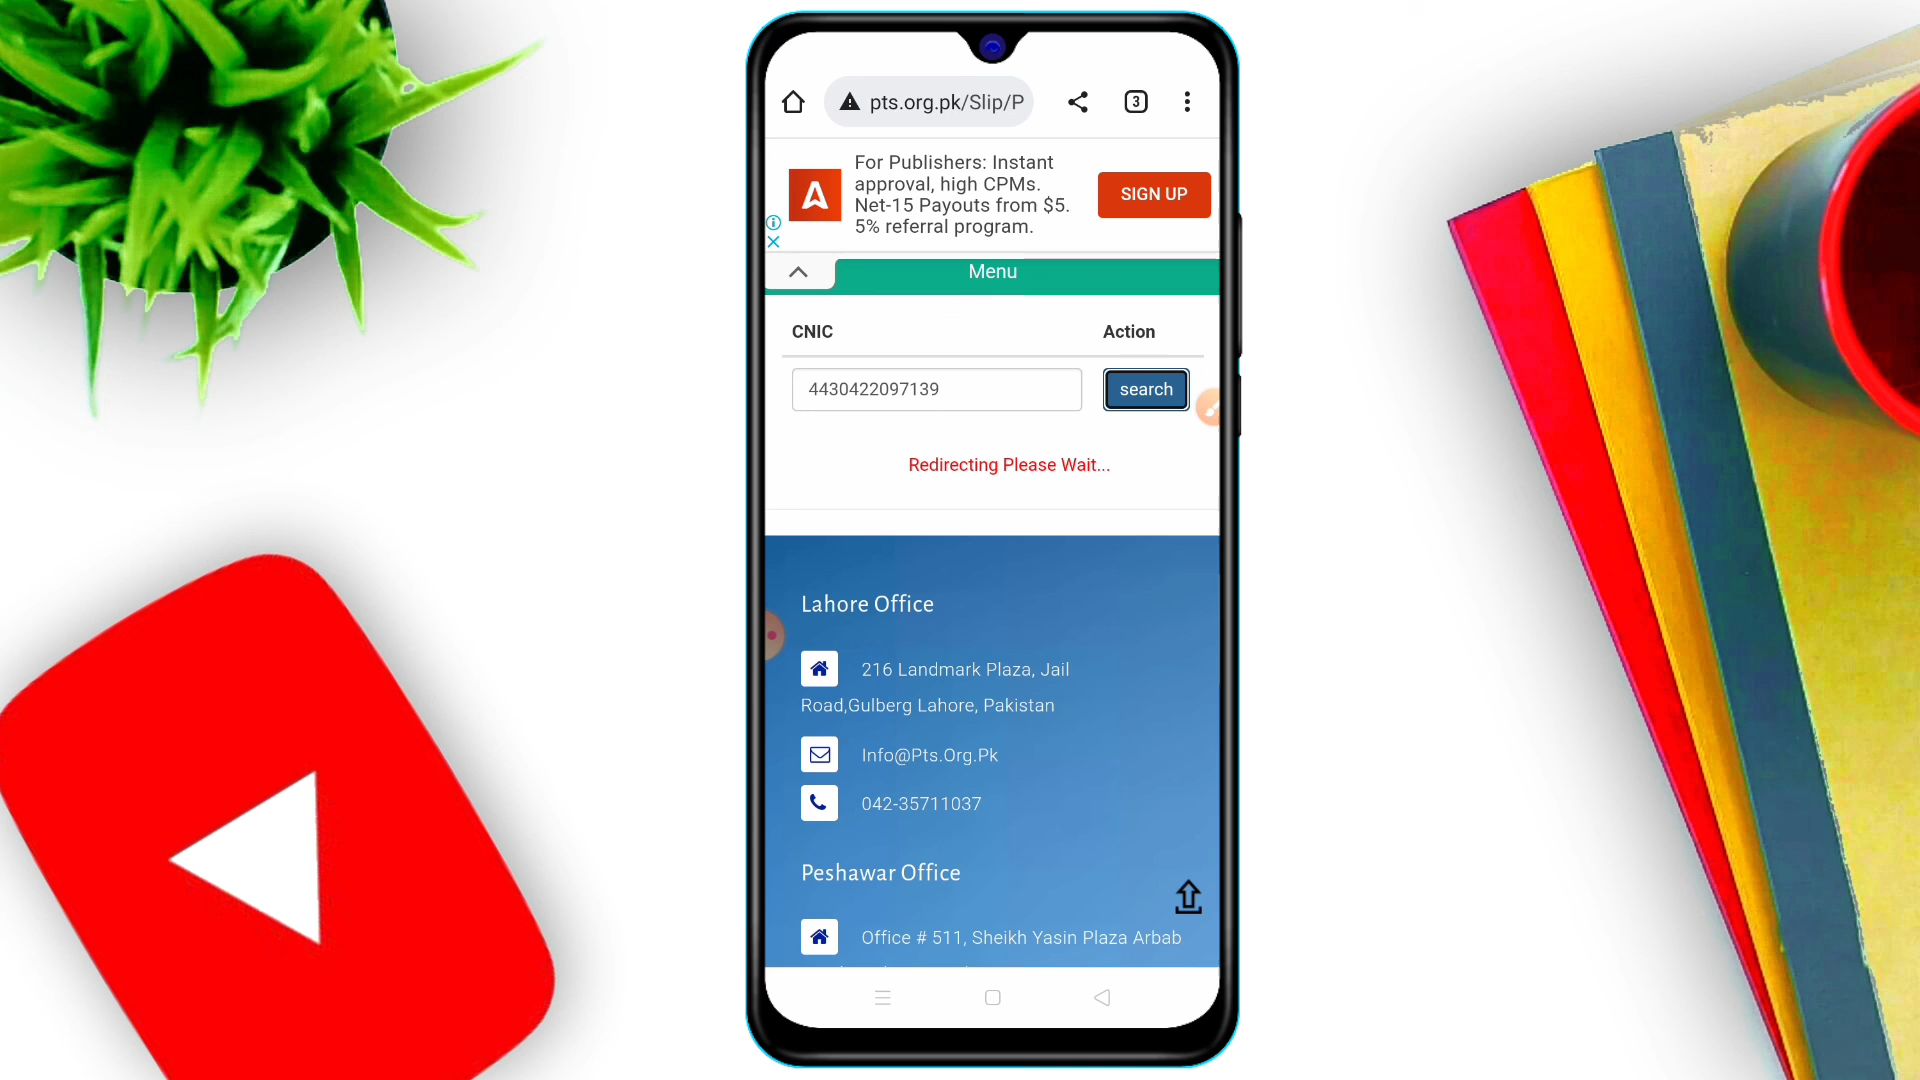 pts.org.pk/Slip/P
3
For Publishers: Instant
approval, high CPMs.
Net-15 Payouts from $5.
5% referral program.
SIGN UP
Menu
CNIC Action
4430422097139 search
Redirecting Please Wait...
Lahore Office
216 Landmark Plaza, Jail
Road,Gulberg Lahore, Pakistan
Info@Pts.Org.Pk
042-35711037
Peshawar Office
Office # 511, Sheikh Yasin Plaza Arbab